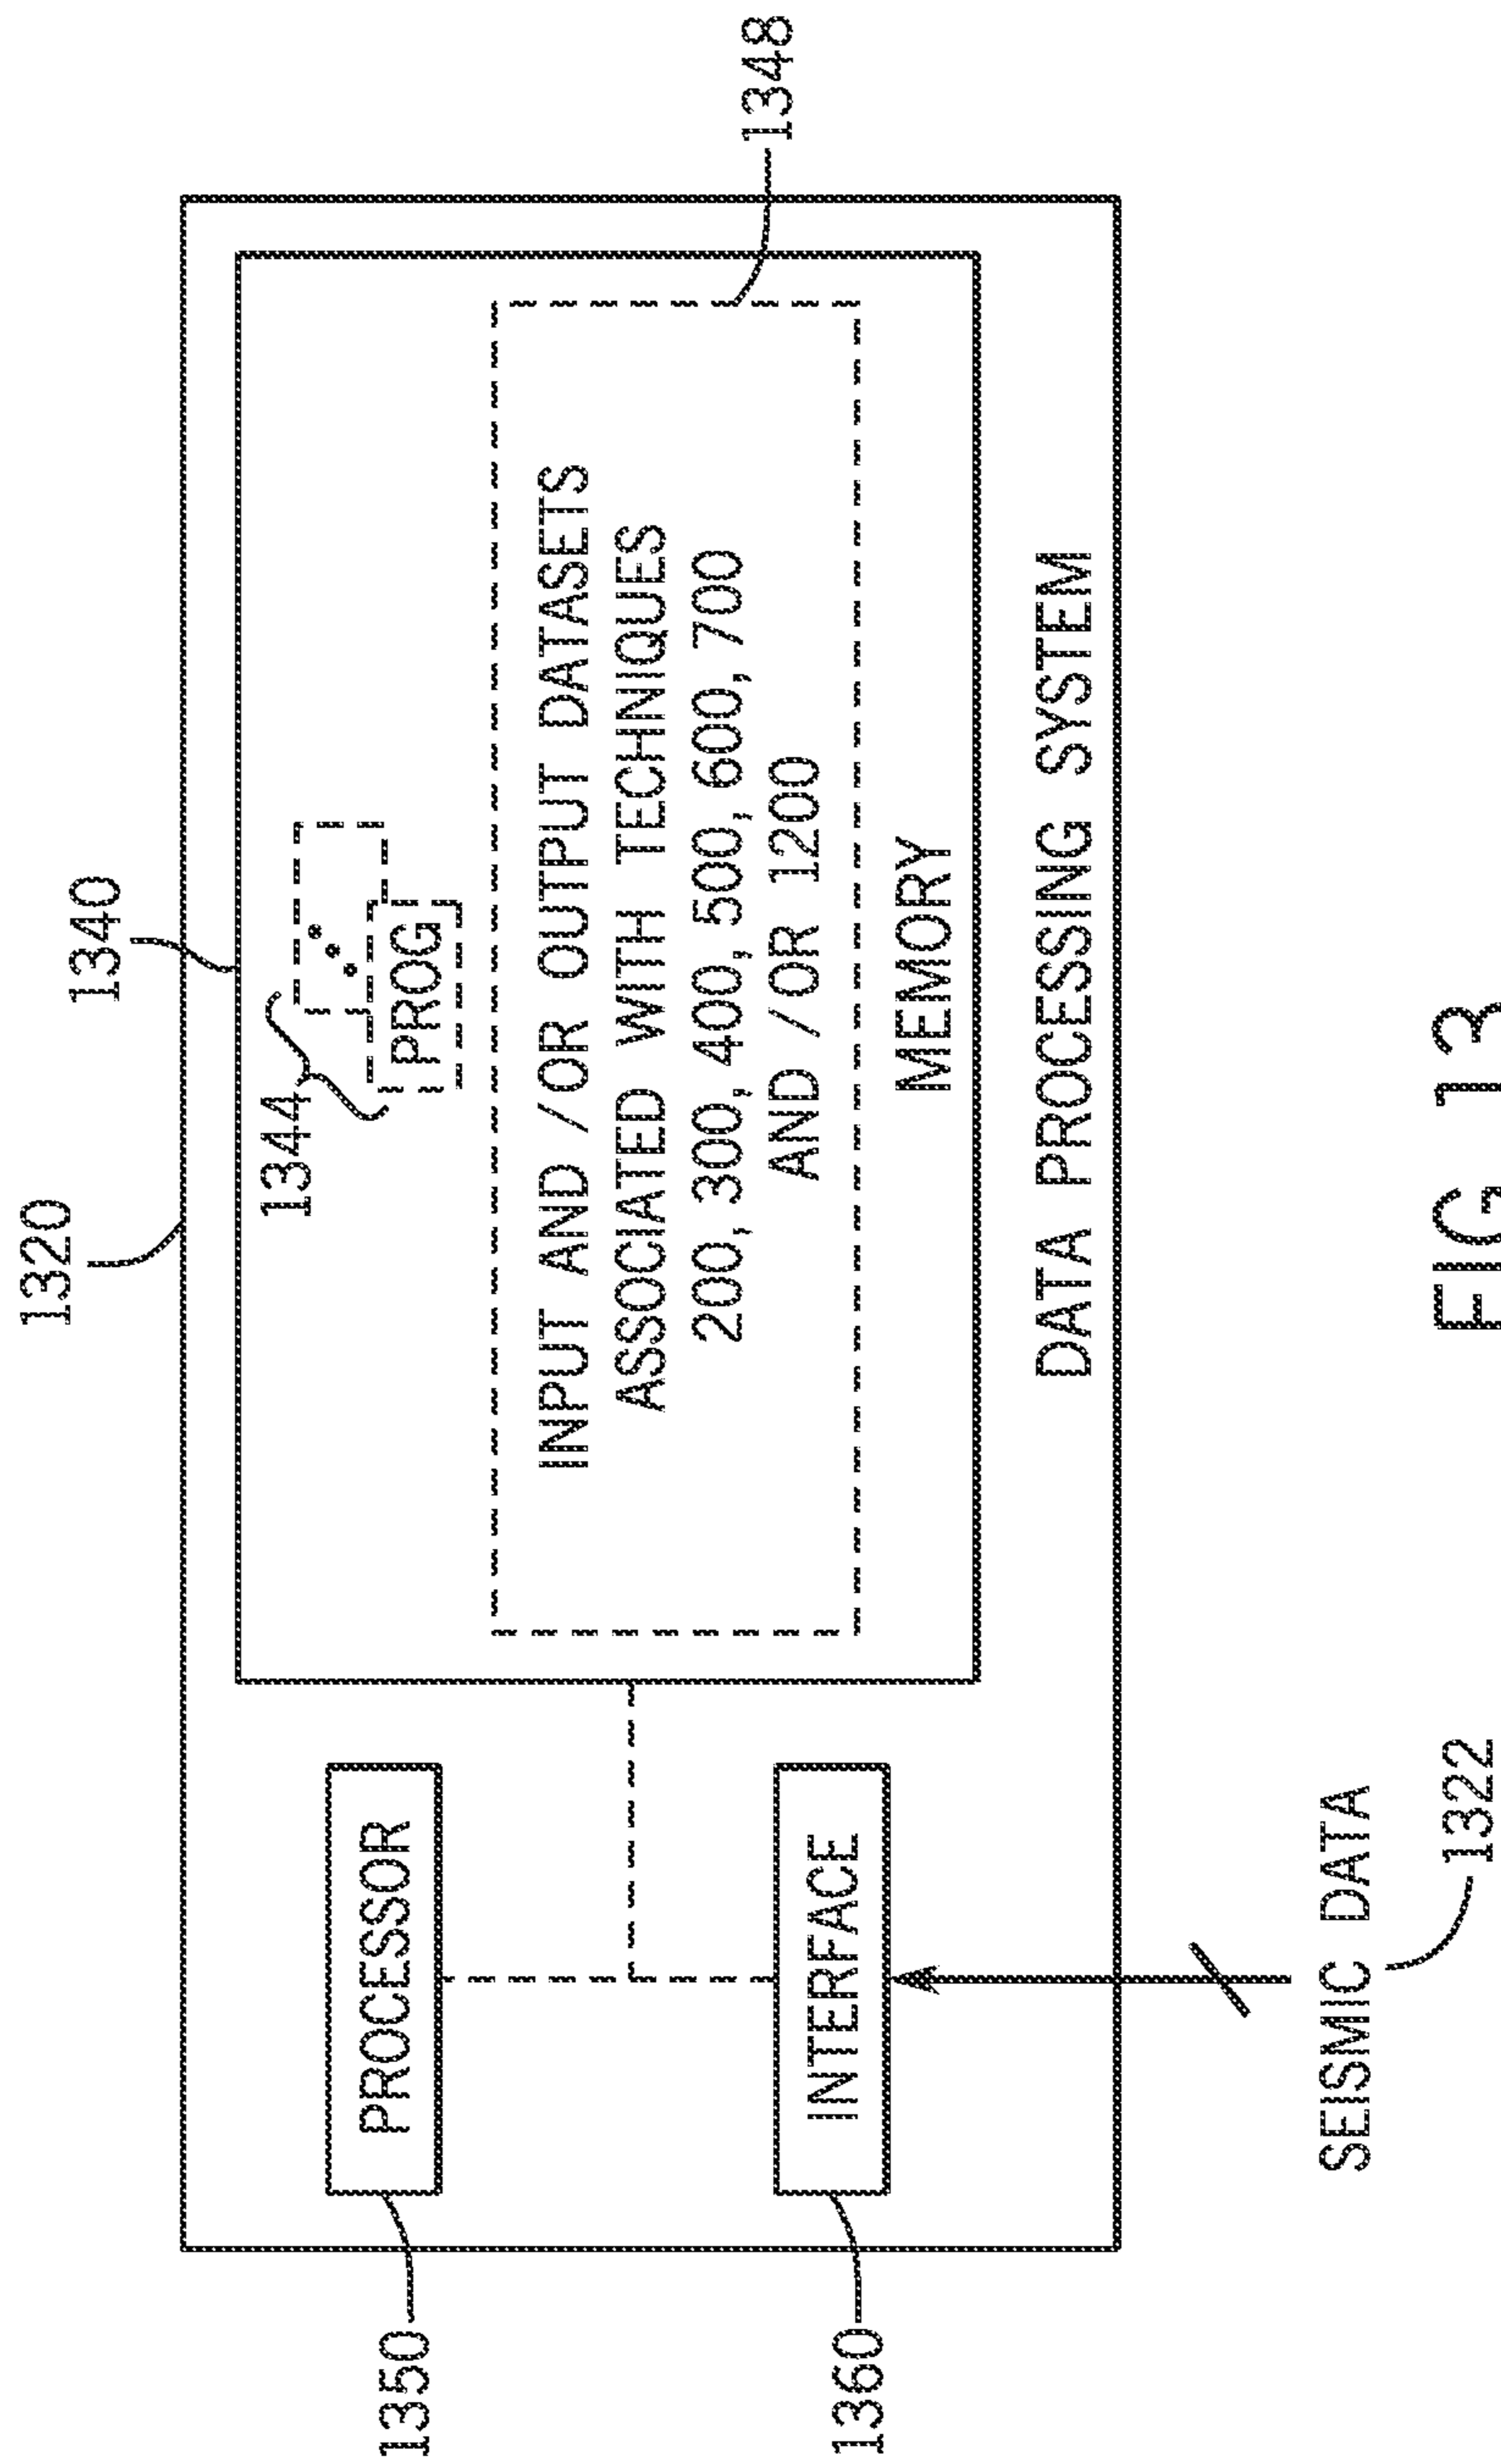 1320
1340
1344
PROG
1350
PROCESSOR
INPUT AND/OR OUTPUT DATASETS
ASSOCIATED WITH TECHNIQUES
200, 300, 400, 500, 600, 700
AND/OR 1200
1348
1360
INTERFACE
MEMORY
DATA PROCESSING SYSTEM
SEISMIC DATA
1322
FIG. 13